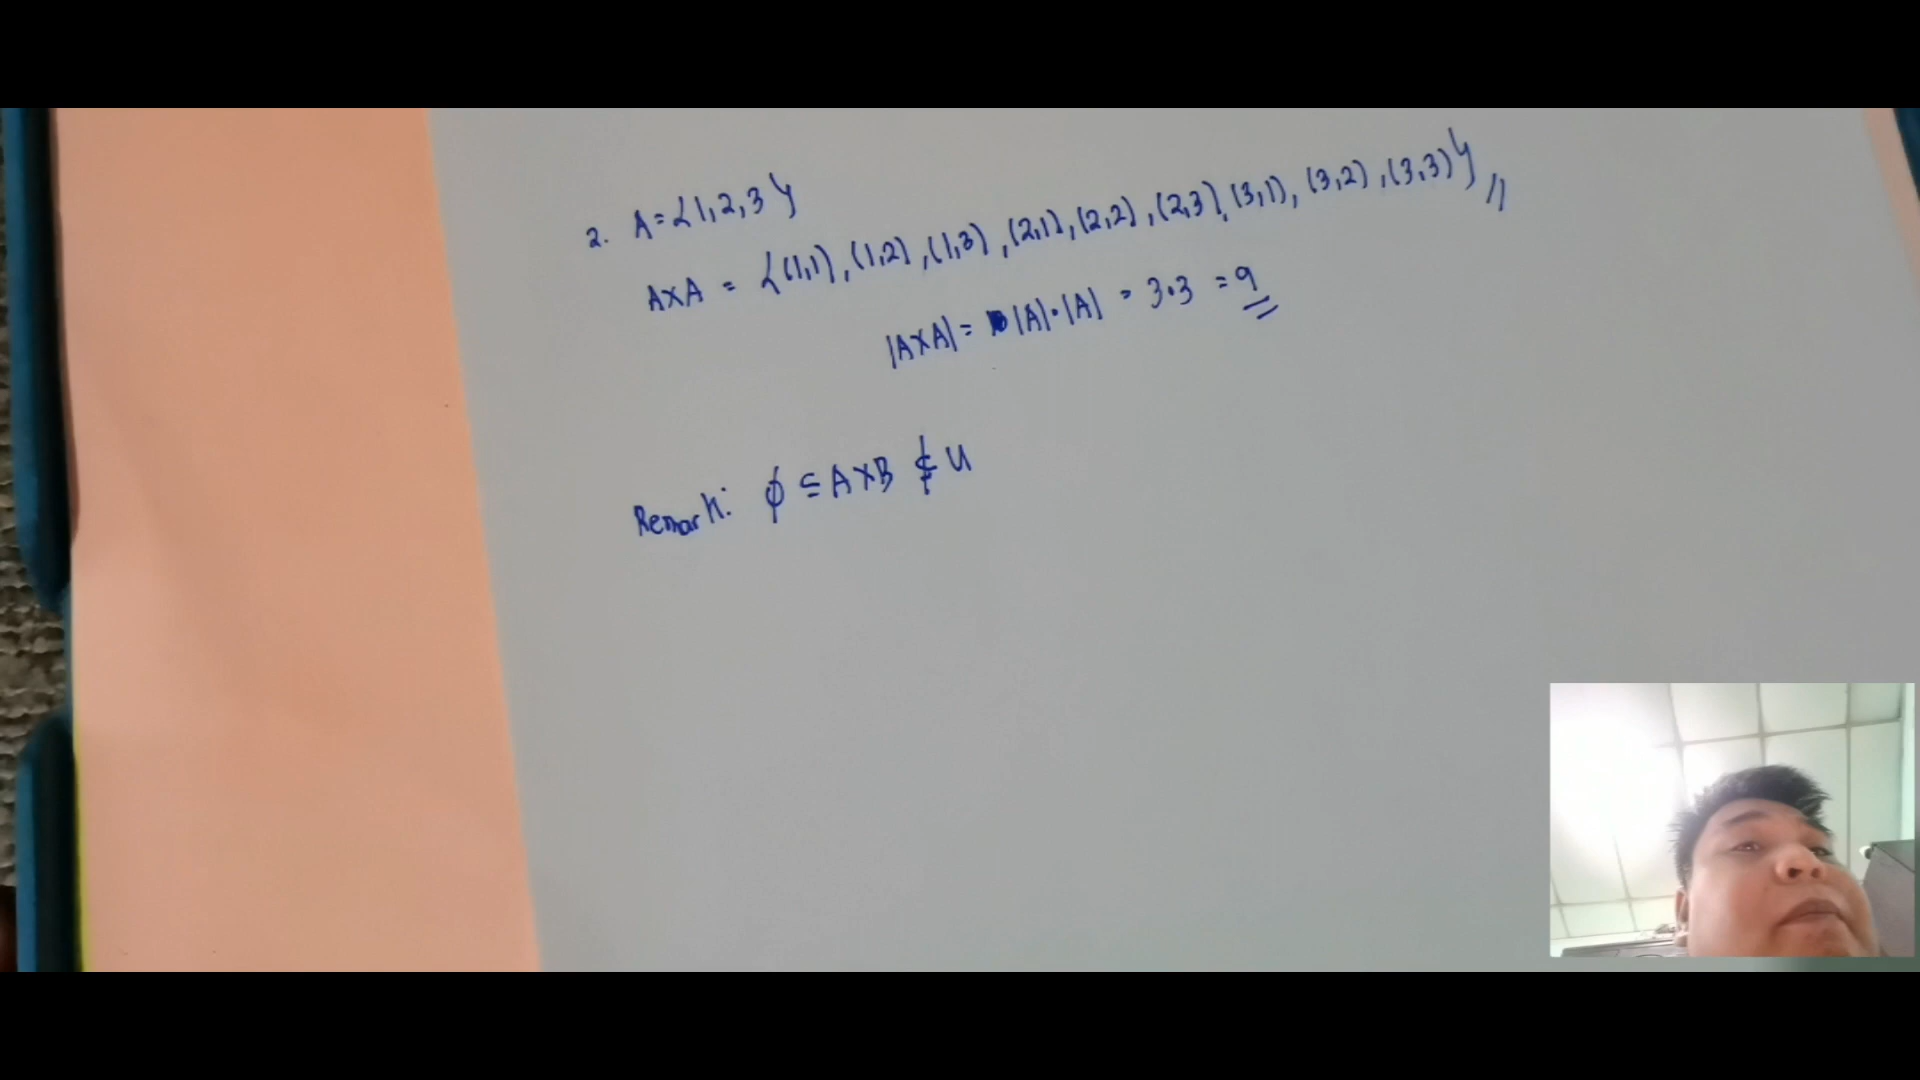 2. A = {1,2,3}
A×A = {(1,1), (1,2), (1,3), (2,1), (2,2), (2,3), (3,1), (3,2), (3,3)} //
|A×A| = |A|•|A| = 3•3 = 9
Remark: ϕ ⊆ A×B ⊄ U